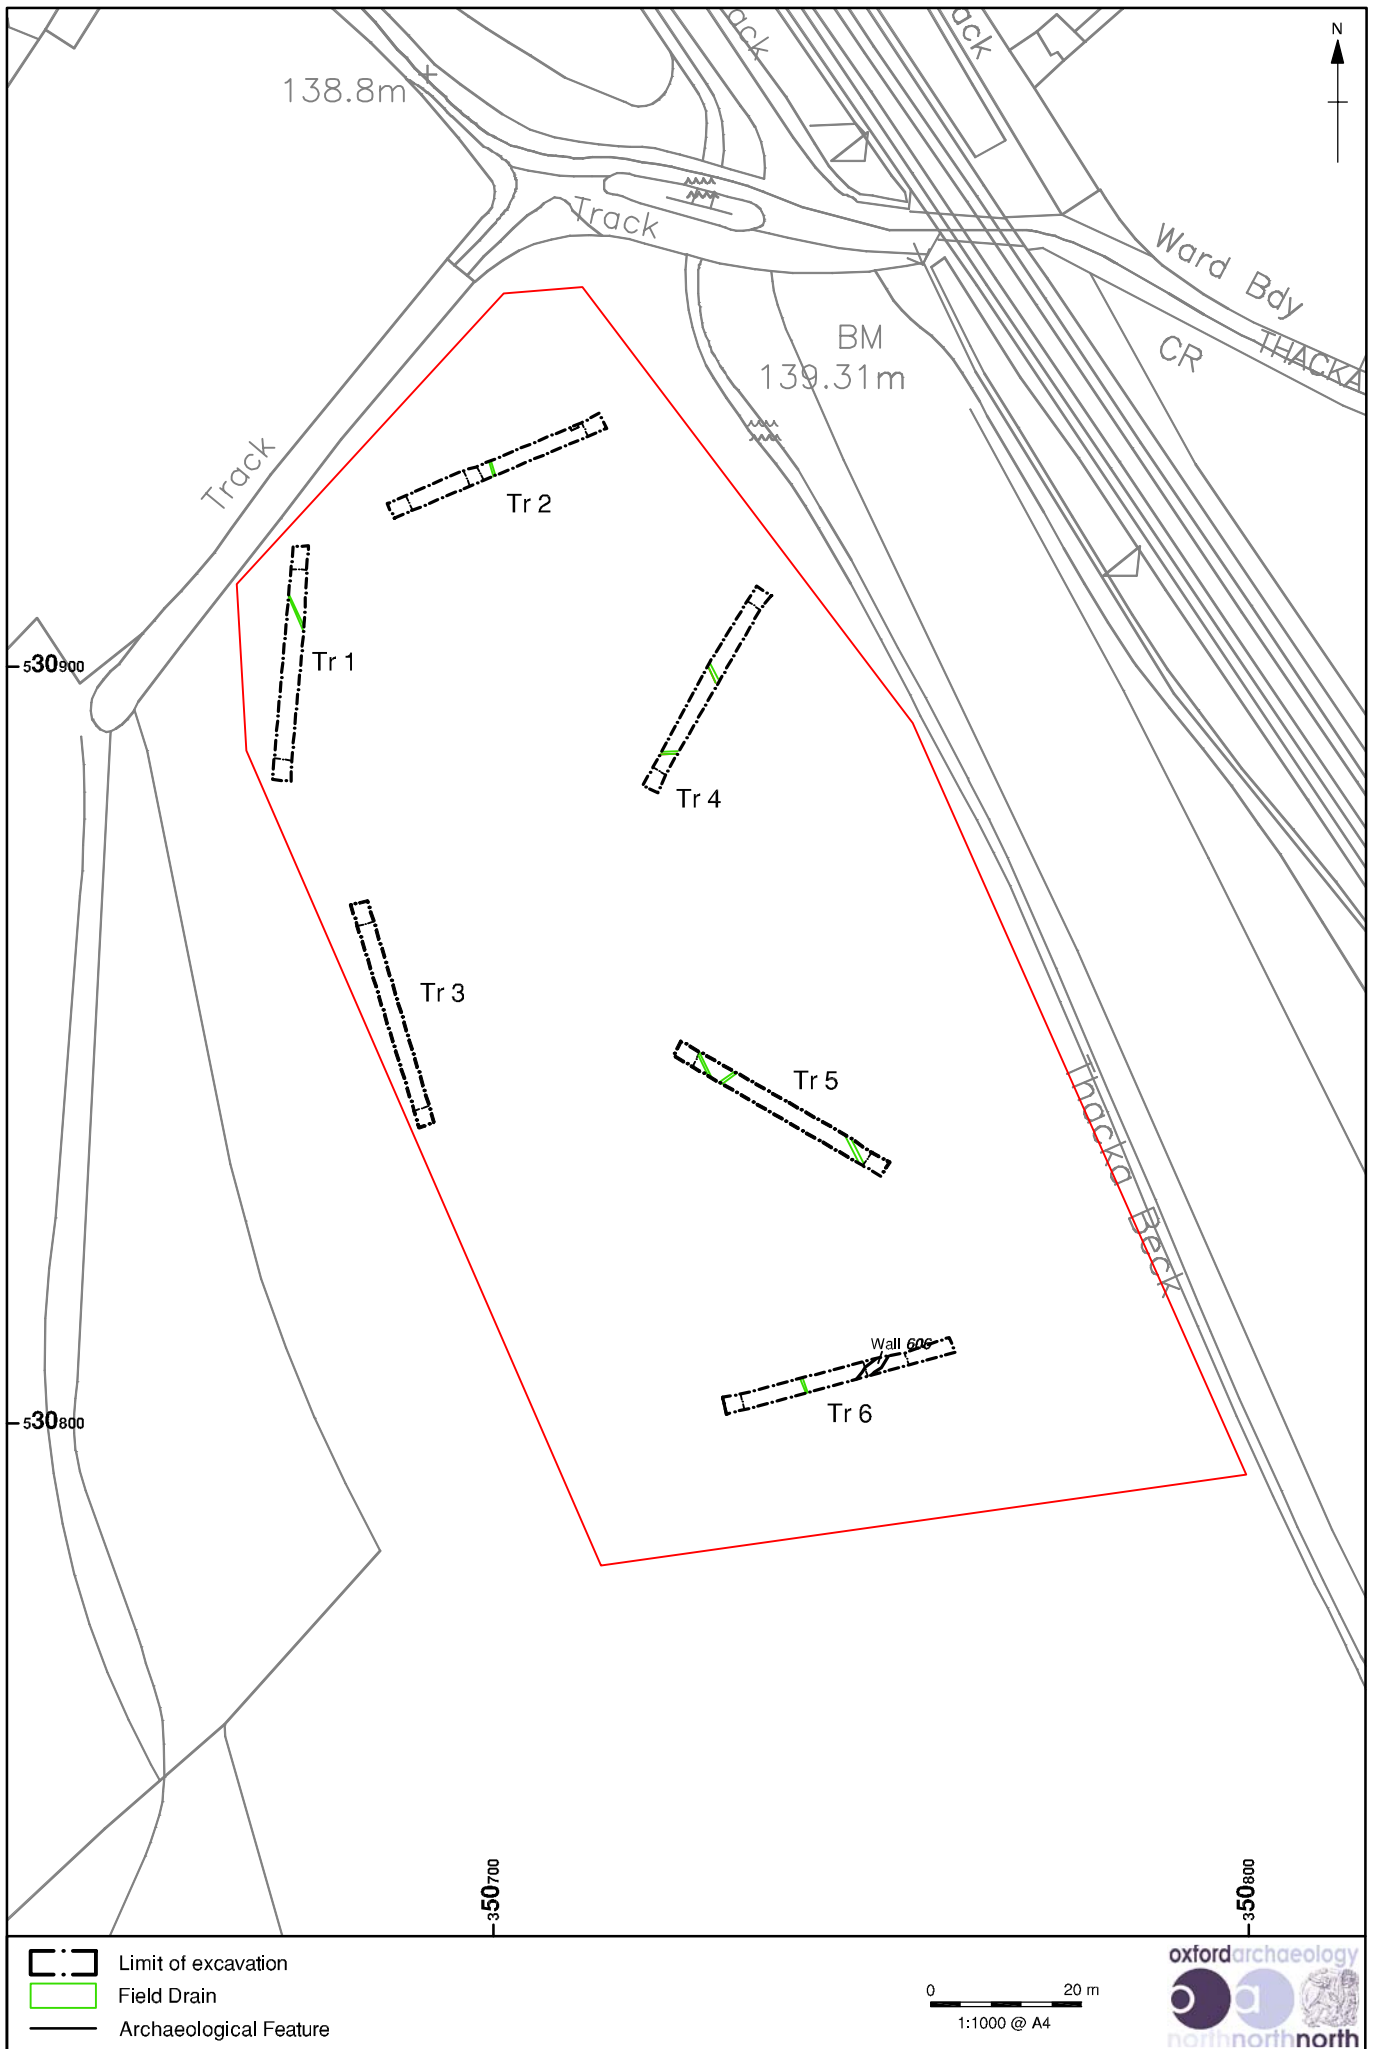 N
ack
ack
138.8m
Track
Ward Bdy
BM
139.31m
CR
THACKA
Track
Tr 2
Tr 1
530900
Tr 4
Tr 3
Tr 5
Thacka Beck
Wall 606
Tr 6
530800
350700
350800
Limit of excavation
Field Drain
Archaeological Feature
0 20 m
1:1000 @ A4
oxfordarchaeology
oa
northnorthnorth